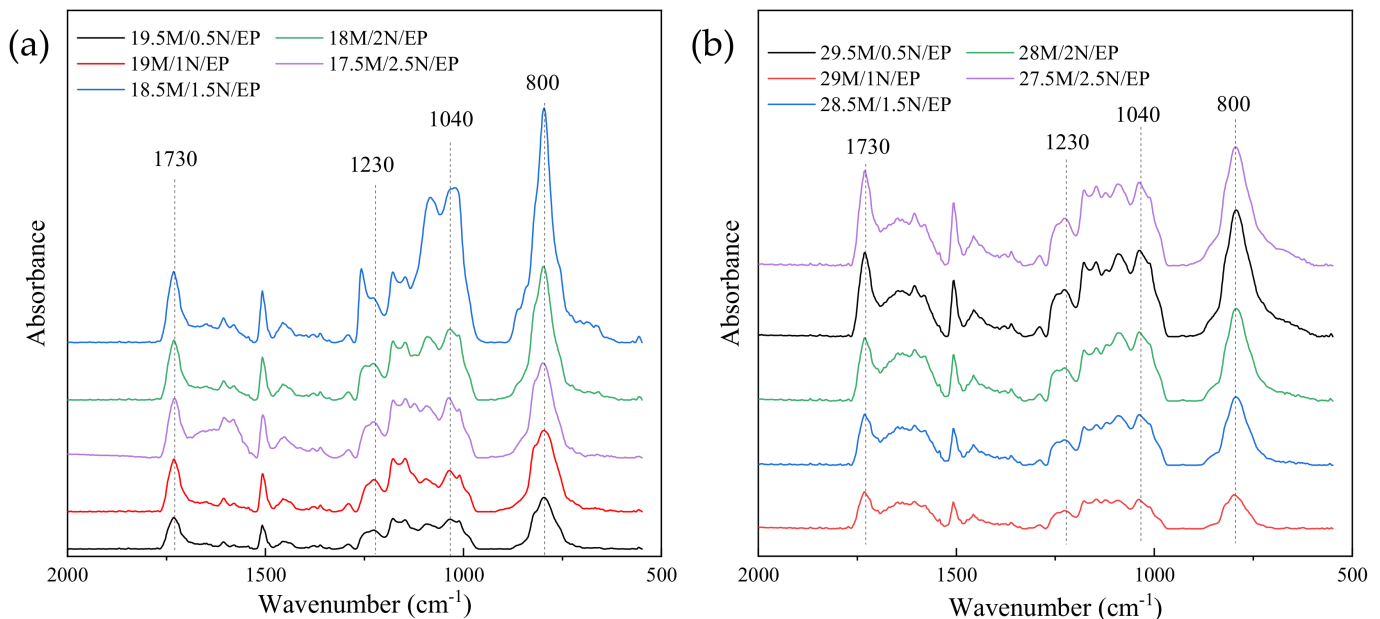 (a)
19.5M/0.5N/EP 18M/2N/EP
19M/1N/EP 17.5M/2.5N/EP
18.5M/1.5N/EP
1730
1230
1040
800
Absorbance
2000 1500 1000 500
Wavenumber (cm⁻¹)
(b)
29.5M/0.5N/EP 28M/2N/EP
29M/1N/EP 27.5M/2.5N/EP
28.5M/1.5N/EP
1730
1230
1040
800
Absorbance
2000 1500 1000 500
Wavenumber (cm⁻¹)